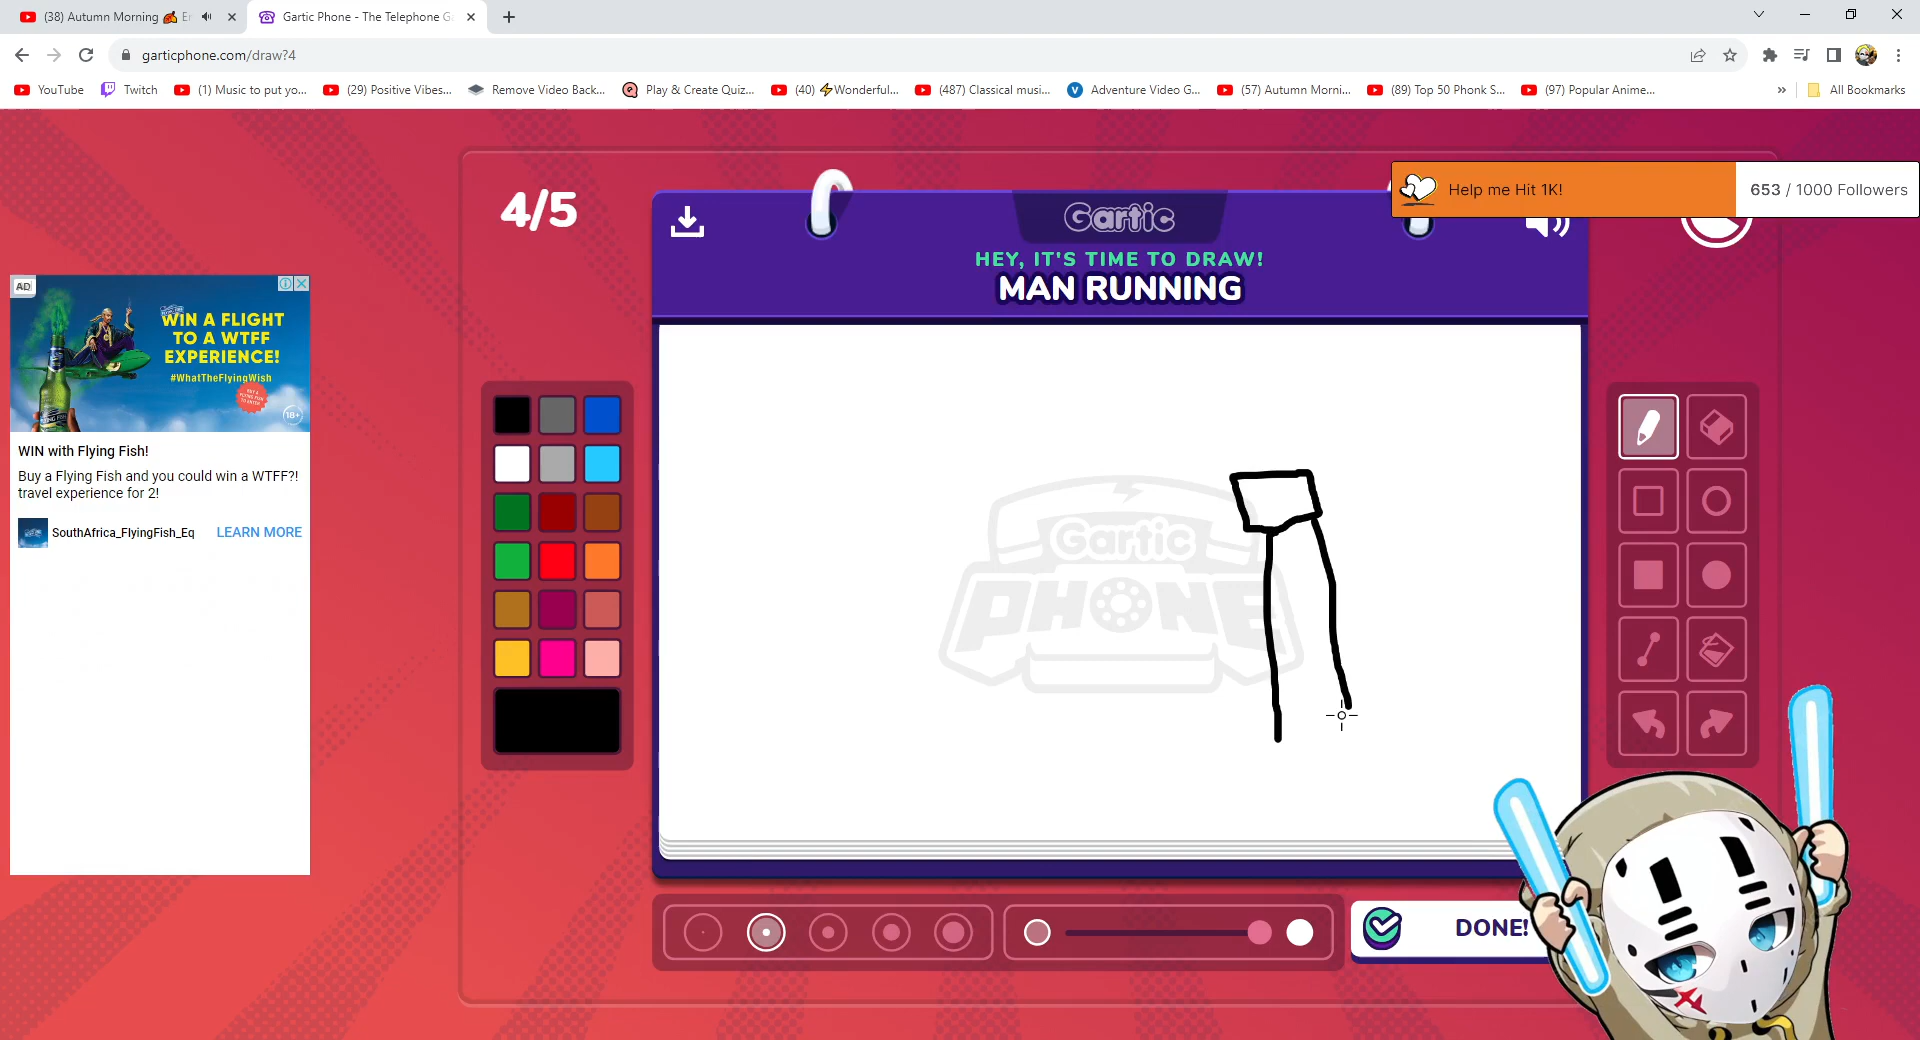 (38) Autumn Morning 🍂 Er
Gartic Phone - The Telephone G
garticphone.com/draw?4
YouTube
Twitch
(1) Music to put yo...
(29) Positive Vibes...
Remove Video Back...
Play & Create Quiz...
(40) ⚡Wonderful...
(487) Classical musi...
Adventure Video G...
(57) Autumn Morni...
(89) Top 50 Phonk S...
(97) Popular Anime...
»
All Bookmarks
4/5
Gartic
Help me Hit 1K!
653 / 1000 Followers
HEY, IT'S TIME TO DRAW!
MAN RUNNING
AD
WIN A FLIGHT
TO A WTFF
EXPERIENCE!
#WhatTheFlyingWish
18+
WIN with Flying Fish!
Buy a Flying Fish and you could win a WTFF?!
travel experience for 2!
SouthAfrica_FlyingFish_Eq
LEARN MORE
Gartic
PHONE
DONE!